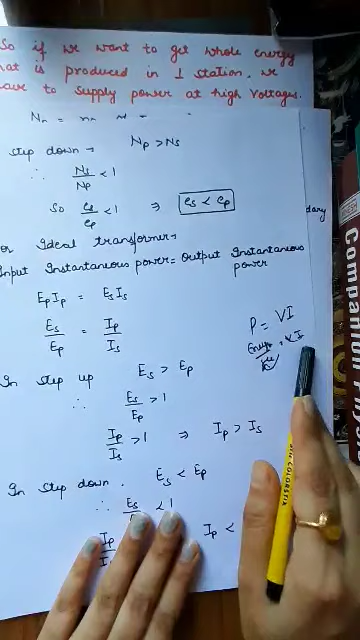 So if we want to get whole energy
that is produced in 1 station, we
have to supply power at high voltages.
step down: Np > Ns
∴ Ns/Np < 1
So es/ep < 1 ⇒ es < ep
dary
or Ideal transformer-
Input Instantaneous power = Output Instantaneous
power
EpIp = EsIs
Es/Ep = Ip/Is
P = VI
In step up Es > Ep
∴ Es/Ep > 1
Ip/Is > 1 ⇒ Ip > Is
In step down. Es < Ep
∴ Es/ < 1
Ip Ip <
Companion
COLORSTIX